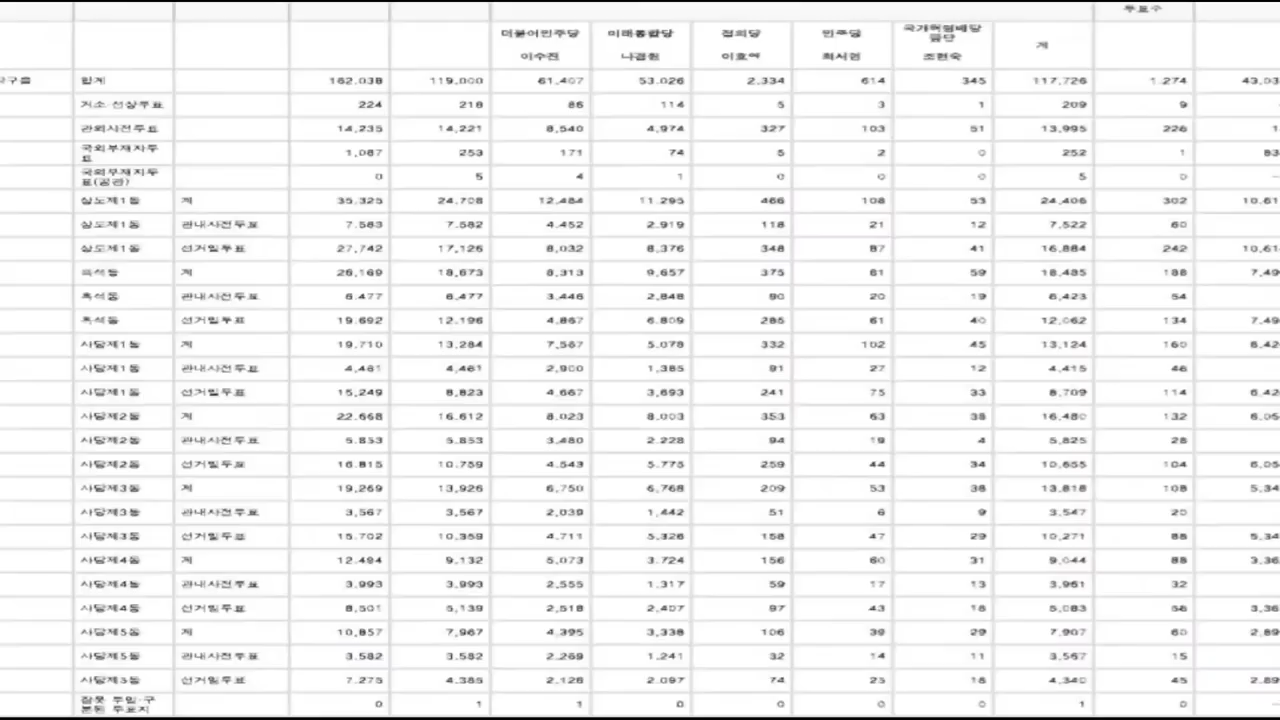 투표수
더불어민주당 미래통합당 정의당 민중당 국가혁명배당
금당 계
이수진 나경원 이호영 최서현 조현숙
작구을 합계 162,038 119,000 61,407 53,026 2,334 614 345 117,726 1,274 43,03
거소·선상투표 224 218 86 114 5 3 1 209 9
관외사전투표 14,235 14,221 8,540 4,974 327 103 51 13,995 226 1
국외부재자투
표 1,087 253 171 74 5 2 0 252 1 83
국외부재자투
표(공관) 0 5 4 1 0 0 0 5 0 —
상도제1동 계 35,325 24,708 12,484 11,295 466 108 53 24,406 302 10,61
상도제1동 관내사전투표 7,583 7,582 4,452 2,919 118 21 12 7,522 60
상도제1동 선거일투표 27,742 17,126 8,032 8,376 348 87 41 16,884 242 10,61
흑석동 계 26,169 18,673 8,313 9,657 375 81 59 18,485 188 7,49
흑석동 관내사전투표 6,477 6,477 3,446 2,848 90 20 19 6,423 54
흑석동 선거일투표 19,692 12,196 4,867 6,809 285 61 40 12,062 134 7,49
사당제1동 계 19,710 13,284 7,567 5,078 332 102 45 13,124 160 6,42
사당제1동 관내사전투표 4,461 4,461 2,900 1,385 91 27 12 4,415 46
사당제1동 선거일투표 15,249 8,823 4,667 3,693 241 75 33 8,709 114 6,42
사당제2동 계 22,668 16,612 8,023 8,003 353 63 38 16,480 132 6,05
사당제2동 관내사전투표 5,853 5,853 3,480 2,228 94 19 4 5,825 28
사당제2동 선거일투표 16,815 10,759 4,543 5,775 259 44 34 10,655 104 6,05
사당제3동 계 19,269 13,926 6,750 6,768 209 53 38 13,818 108 5,34
사당제3동 관내사전투표 3,567 3,567 2,039 1,442 51 6 9 3,547 20
사당제3동 선거일투표 15,702 10,359 4,711 5,326 158 47 29 10,271 88 5,34
사당제4동 계 12,494 9,132 5,073 3,724 156 60 31 9,044 88 3,36
사당제4동 관내사전투표 3,993 3,993 2,555 1,317 59 17 13 3,961 32
사당제4동 선거일투표 8,501 5,139 2,518 2,407 97 43 18 5,083 56 3,36
사당제5동 계 10,857 7,967 4,395 3,338 106 39 29 7,907 60 2,89
사당제5동 관내사전투표 3,582 3,582 2,269 1,241 32 14 11 3,567 15
사당제5동 선거일투표 7,275 4,385 2,126 2,097 74 25 18 4,340 45 2,89
잘못 투입·구
분된 투표지 0 1 1 0 0 0 0 1 0 —